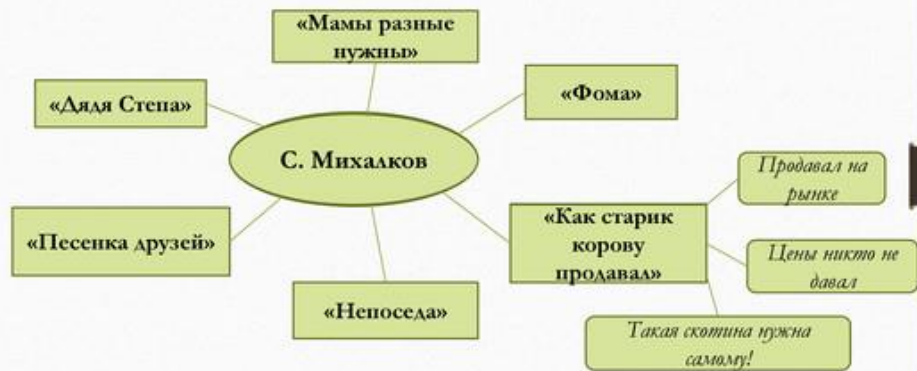 «Мамы разные
нужны»
«Дядя Степа»
«Фома»
С. Михалков
Продавал на
рынке
«Песенка друзей»
«Как старик
корову
продавал»
Цены никто не
давал
«Непоседа»
Такая скотина нужна
самому!